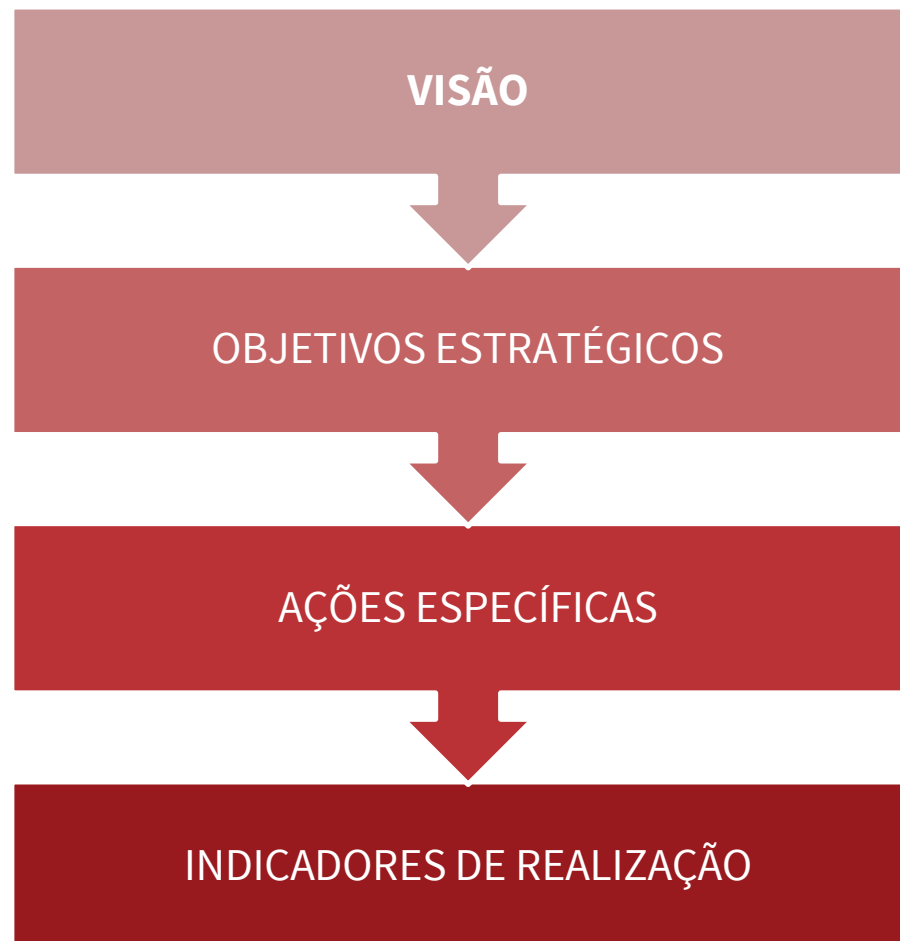 VISÃO
OBJETIVOS ESTRATÉGICOS
AÇÕES ESPECÍFICAS
INDICADORES DE REALIZAÇÃO